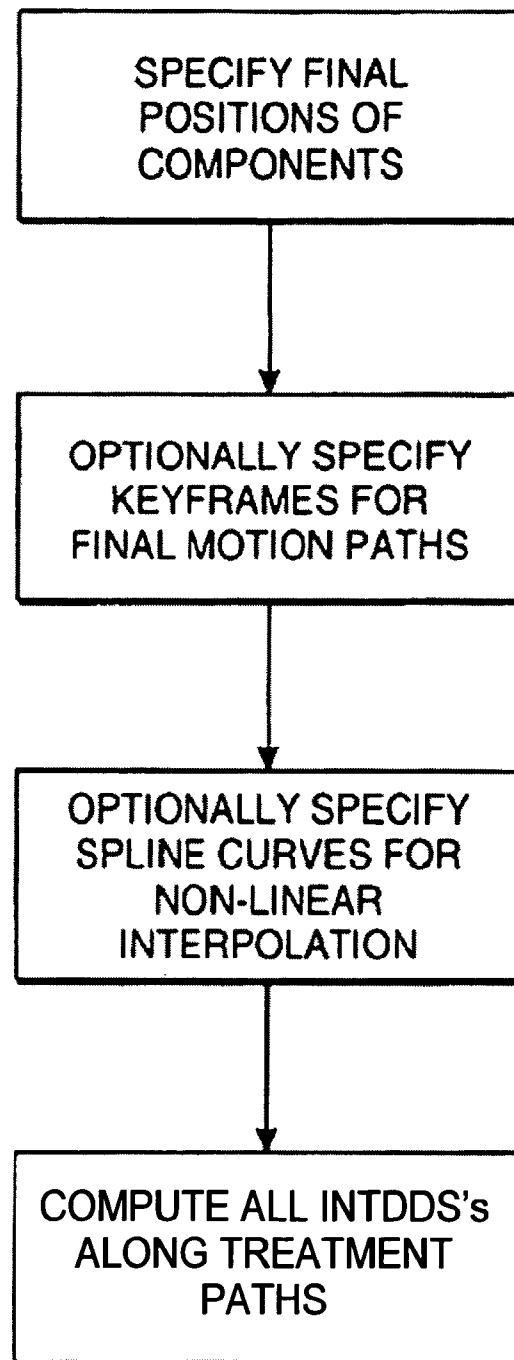 SPECIFY FINAL
POSITIONS OF
COMPONENTS
OPTIONALLY SPECIFY
KEYFRAMES FOR
FINAL MOTION PATHS
OPTIONALLY SPECIFY
SPLINE CURVES FOR
NON-LINEAR
INTERPOLATION
COMPUTE ALL INTDDS's
ALONG TREATMENT
PATHS